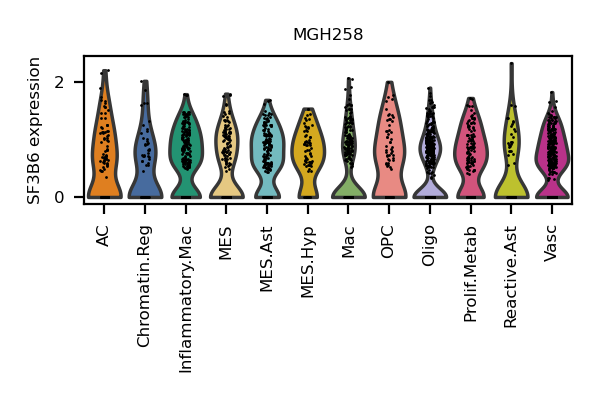 MGH258
SF3B6 expression
2
0
AC
Chromatin.Reg
Inflammatory.Mac
MES
MES.Ast
MES.Hyp
Mac
OPC
Oligo
Prolif.Metab
Reactive.Ast
Vasc